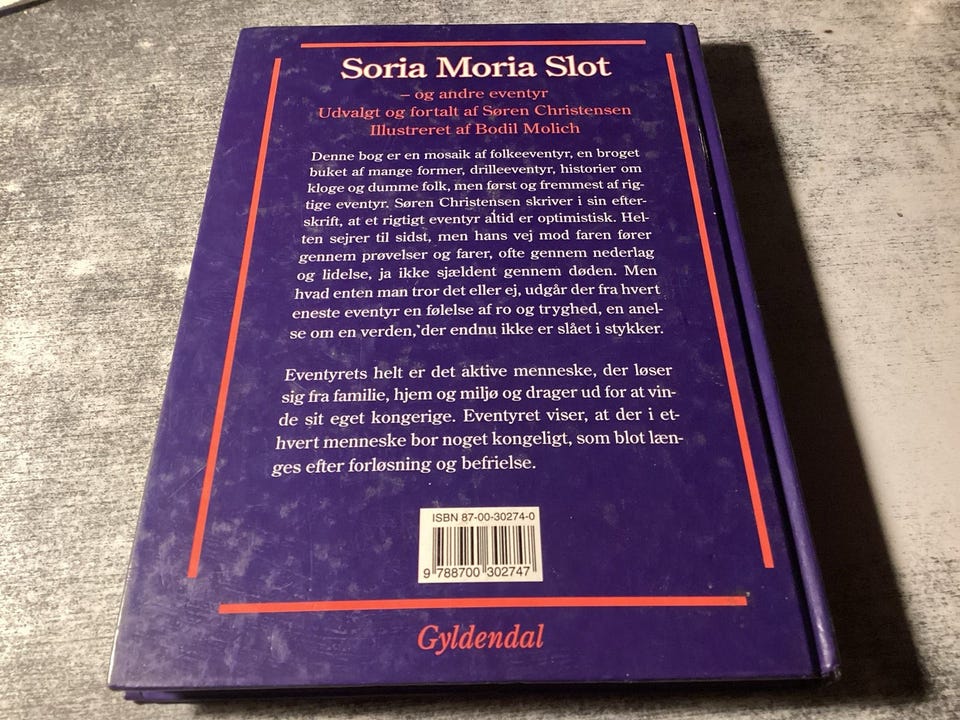 Soria Moria Slot
– og andre eventyr
Udvalgt og fortalt af Søren Christensen
Illustreret af Bodil Molich
Denne bog er en mosaik af folkeeventyr, en broget
buket af mange former, drilleeventyr, historier om
kloge og dumme folk, men først og fremmest af rig-
tige eventyr. Søren Christensen skriver i sin efter-
skrift, at et rigtigt eventyr altid er optimistisk. Hel-
ten sejrer til sidst, men hans vej mod faren fører
gennem prøvelser og farer, ofte gennem nederlag
og lidelse, ja ikke sjældent gennem døden. Men
hvad enten man tror det eller ej, udgår der fra hvert
eneste eventyr en følelse af ro og tryghed, en anel-
se om en verden, der endnu ikke er slået i stykker.
Eventyrets helt er det aktive menneske, der løser
sig fra familie, hjem og miljø og drager ud for at vin-
de sit eget kongerige. Eventyret viser, at der i et-
hvert menneske bor noget kongeligt, som blot læn-
ges efter forløsning og befrielse.
ISBN 87-00-30274-0
9 788700 302747
Gyldendal